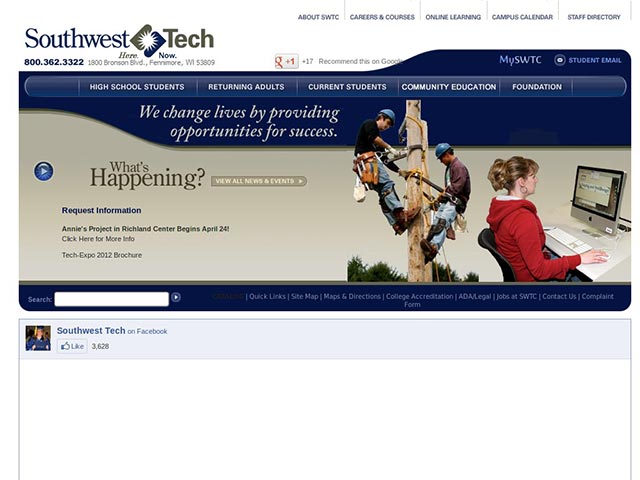 ABOUT SWTC CAREERS & COURSES ONLINE LEARNING CAMPUS CALENDAR STAFF DIRECTORY
Southwest Tech
Here. Now.
800.362.3322 1800 Bronson Blvd., Fennimore, WI 53809
g +1 +17 Recommend this on Google
MySWTC STUDENT EMAIL
HIGH SCHOOL STUDENTS RETURNING ADULTS CURRENT STUDENTS COMMUNITY EDUCATION FOUNDATION
We change lives by providing
opportunities for success.
What's
Happening? VIEW ALL NEWS & EVENTS
Request Information
Annie's Project in Richland Center Begins April 24!
Click Here for More Info
Tech-Expo 2012 Brochure
Search: CATALOG | Quick Links | Site Map | Maps & Directions | College Accreditation | ADA/Legal | Jobs at SWTC | Contact Us | Complaint
Form
Southwest Tech on Facebook
Like 3,628